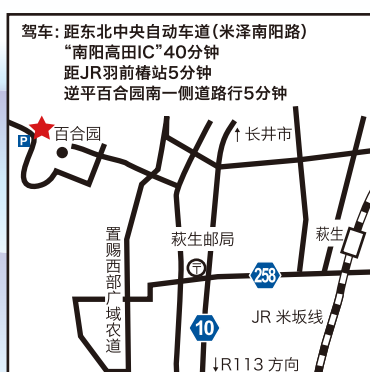 驾车：距东北中央自动车道（米泽南阳路）
“南阳高田IC”40分钟
距JR羽前椿站5分钟
逆平百合园南一侧道路行5分钟
P
百合园
↑长井市
置赐西部广域农道
萩生邮局
〒
萩生
258
JR 米坂线
10
↓R113 方向